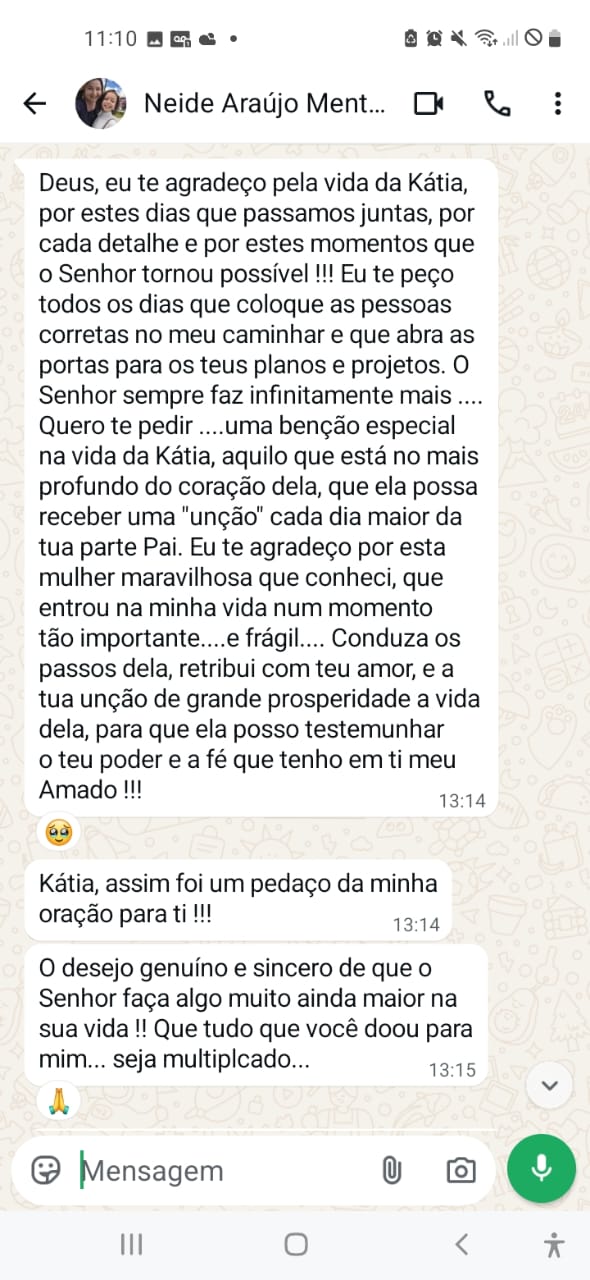 11:10
Neide Araújo Ment...
Deus, eu te agradeço pela vida da Kátia,
por estes dias que passamos juntas, por
cada detalhe e por estes momentos que
o Senhor tornou possível !!! Eu te peço
todos os dias que coloque as pessoas
corretas no meu caminhar e que abra as
portas para os teus planos e projetos. O
Senhor sempre faz infinitamente mais ....
Quero te pedir ....uma benção especial
na vida da Kátia, aquilo que está no mais
profundo do coração dela, que ela possa
receber uma "unção" cada dia maior da
tua parte Pai. Eu te agradeço por esta
mulher maravilhosa que conheci, que
entrou na minha vida num momento
tão importante....e frágil.... Conduza os
passos dela, retribui com teu amor, e a
tua unção de grande prosperidade a vida
dela, para que ela posso testemunhar
o teu poder e a fé que tenho em ti meu
Amado !!!
13:14
Kátia, assim foi um pedaço da minha
oração para ti !!!
13:14
O desejo genuíno e sincero de que o
Senhor faça algo muito ainda maior na
sua vida !! Que tudo que você doou para
mim... seja multiplcado...
13:15
Mensagem